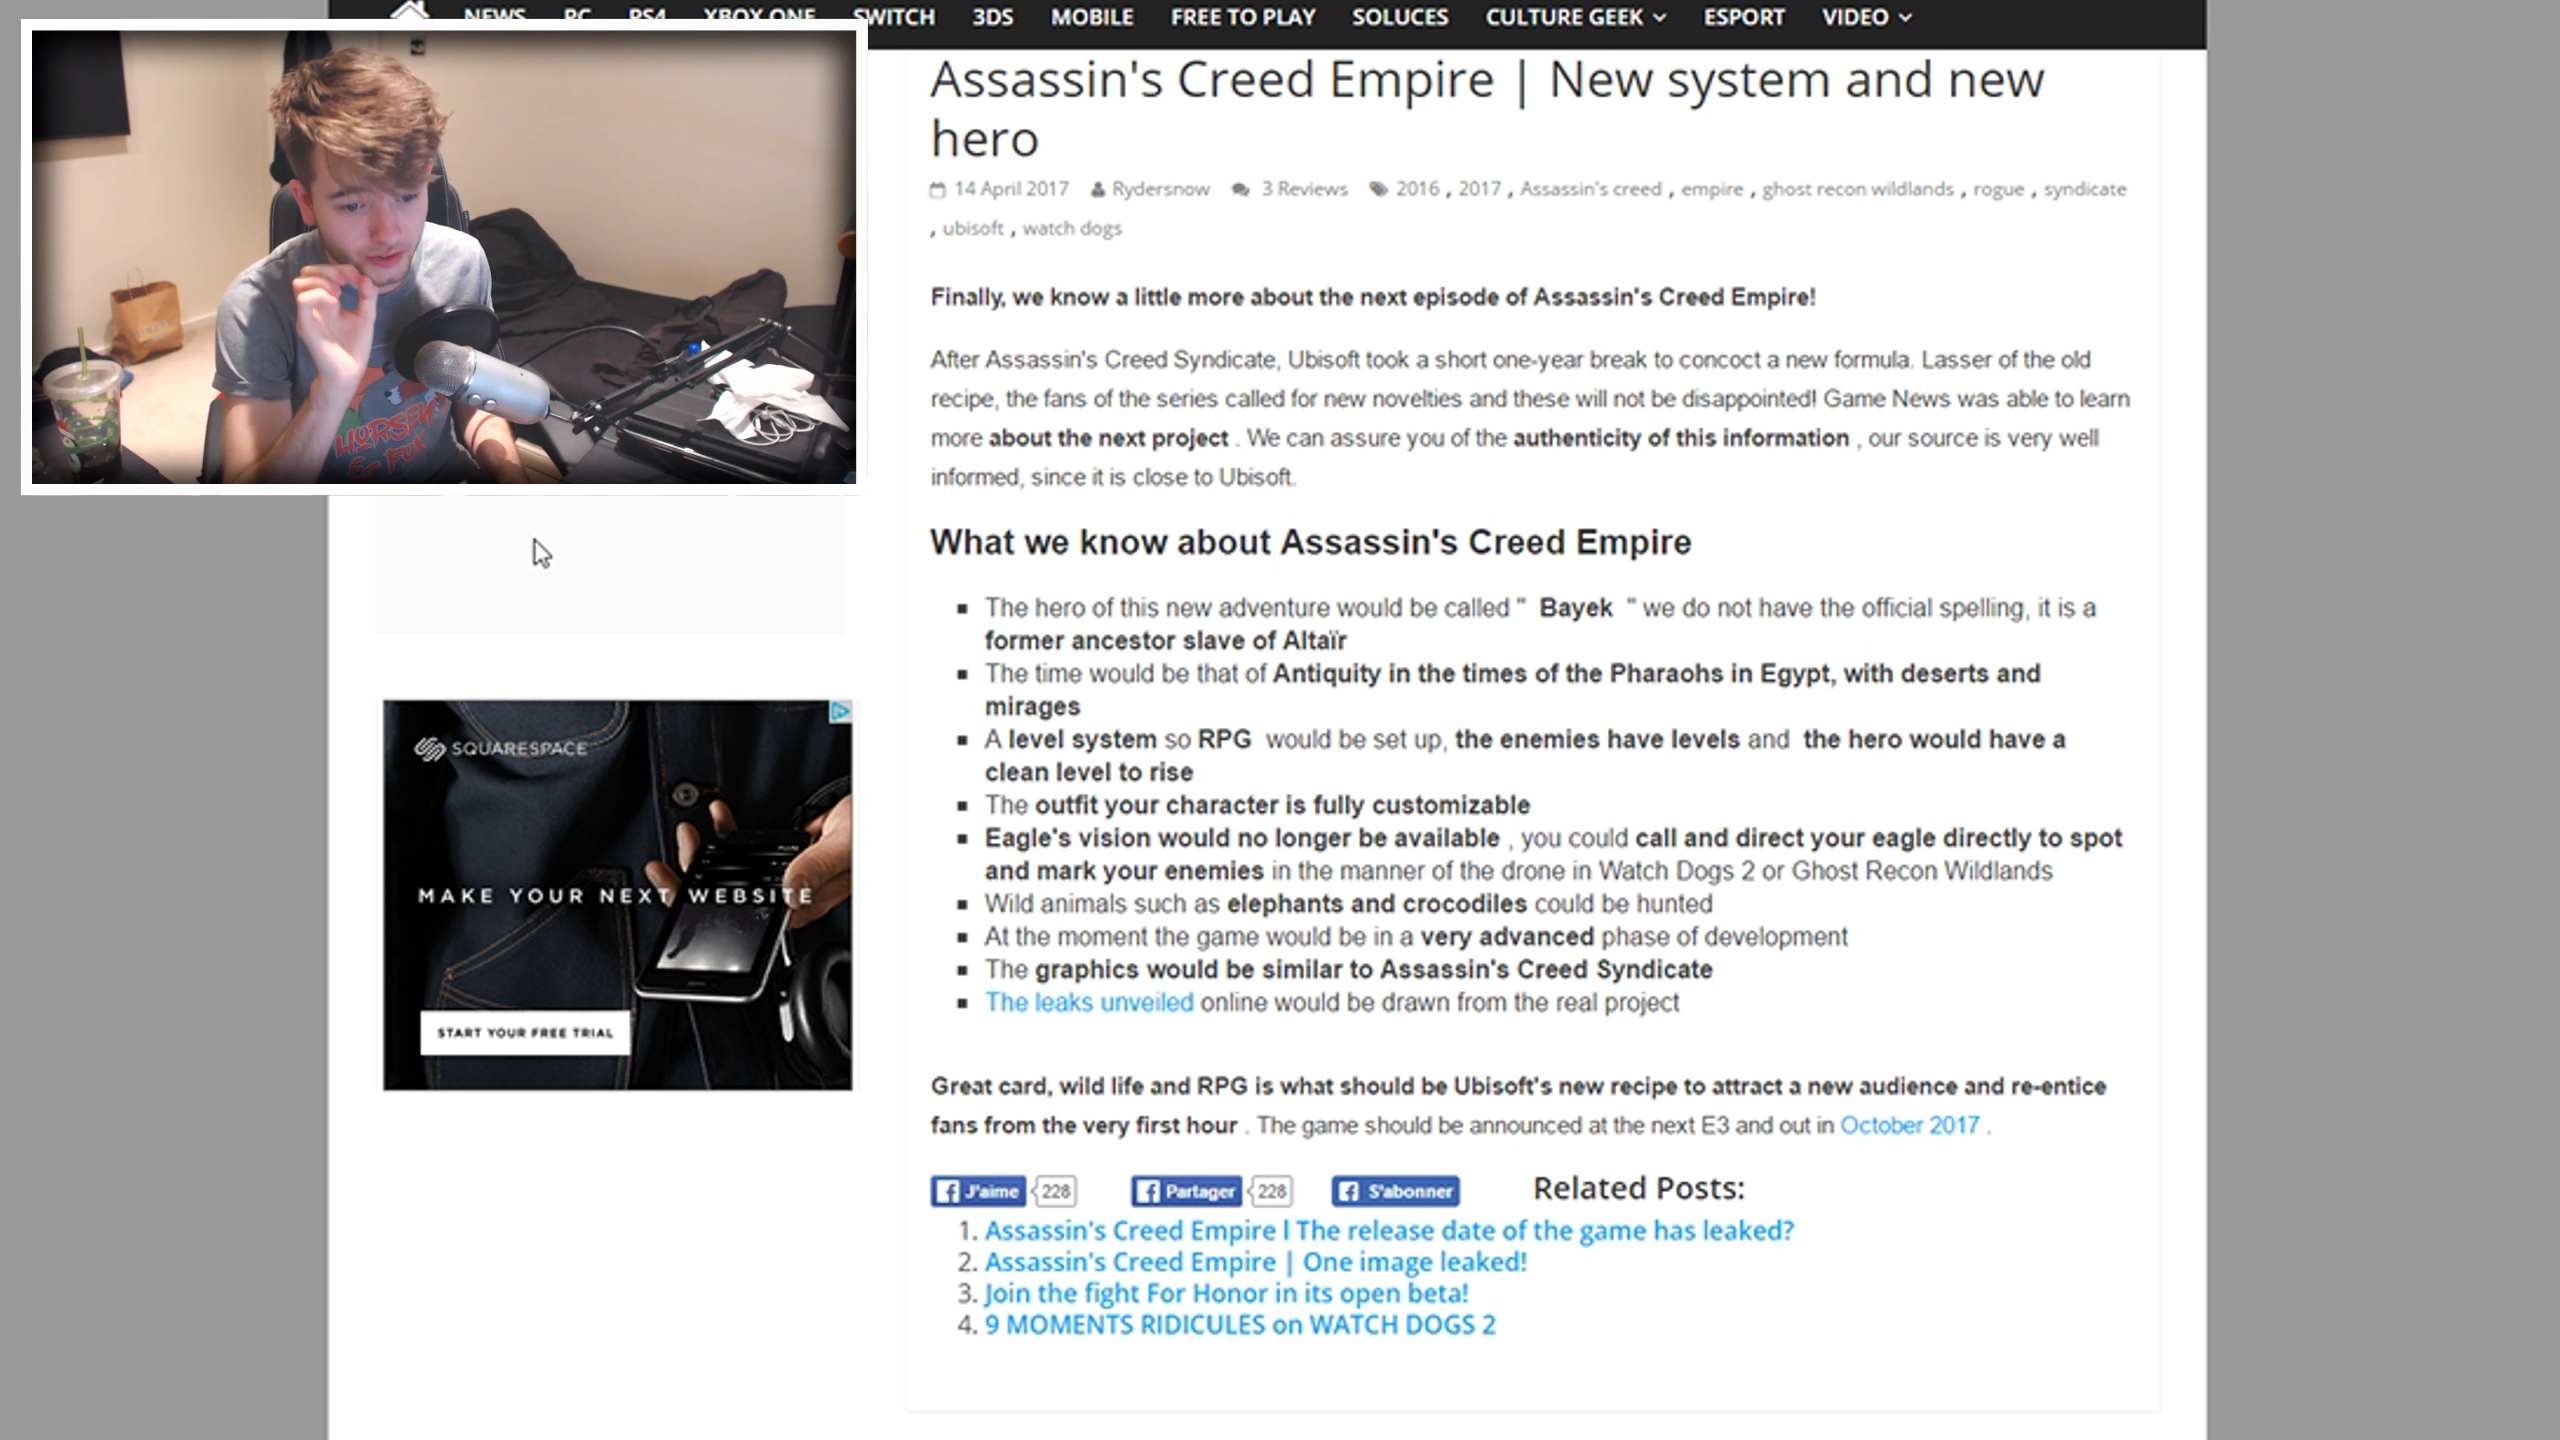 NEWS PC PS4 XBOX ONE SWITCH 3DS MOBILE FREE TO PLAY SOLUCES CULTURE GEEK ESPORT VIDEO
Assassin's Creed Empire | New system and new
hero
14 April 2017 Rydersnow 3 Reviews 2016 , 2017 , Assassin's creed , empire , ghost recon wildlands , rogue , syndicate
, ubisoft , watch dogs
Finally, we know a little more about the next episode of Assassin's Creed Empire!
After Assassin's Creed Syndicate, Ubisoft took a short one-year break to concoct a new formula. Lasser of the old
recipe, the fans of the series called for new novelties and these will not be disappointed! Game News was able to learn
more about the next project . We can assure you of the authenticity of this information , our source is very well
informed, since it is close to Ubisoft.
What we know about Assassin's Creed Empire
The hero of this new adventure would be called " Bayek " we do not have the official spelling, it is a
former ancestor slave of Altaïr
The time would be that of Antiquity in the times of the Pharaohs in Egypt, with deserts and
mirages
A level system so RPG would be set up, the enemies have levels and the hero would have a
clean level to rise
The outfit your character is fully customizable
Eagle's vision would no longer be available , you could call and direct your eagle directly to spot
and mark your enemies in the manner of the drone in Watch Dogs 2 or Ghost Recon Wildlands
Wild animals such as elephants and crocodiles could be hunted
At the moment the game would be in a very advanced phase of development
The graphics would be similar to Assassin's Creed Syndicate
The leaks unveiled online would be drawn from the real project
Great card, wild life and RPG is what should be Ubisoft's new recipe to attract a new audience and re-entice
fans from the very first hour . The game should be announced at the next E3 and out in October 2017 .
J'aime 228 Partager 228 S'abonner Related Posts:
1. Assassin's Creed Empire l The release date of the game has leaked?
2. Assassin's Creed Empire | One image leaked!
3. Join the fight For Honor in its open beta!
4. 9 MOMENTS RIDICULES on WATCH DOGS 2
SQUARESPACE
MAKE YOUR NEXT WEBSITE
START YOUR FREE TRIAL
HORSEY
& FOX